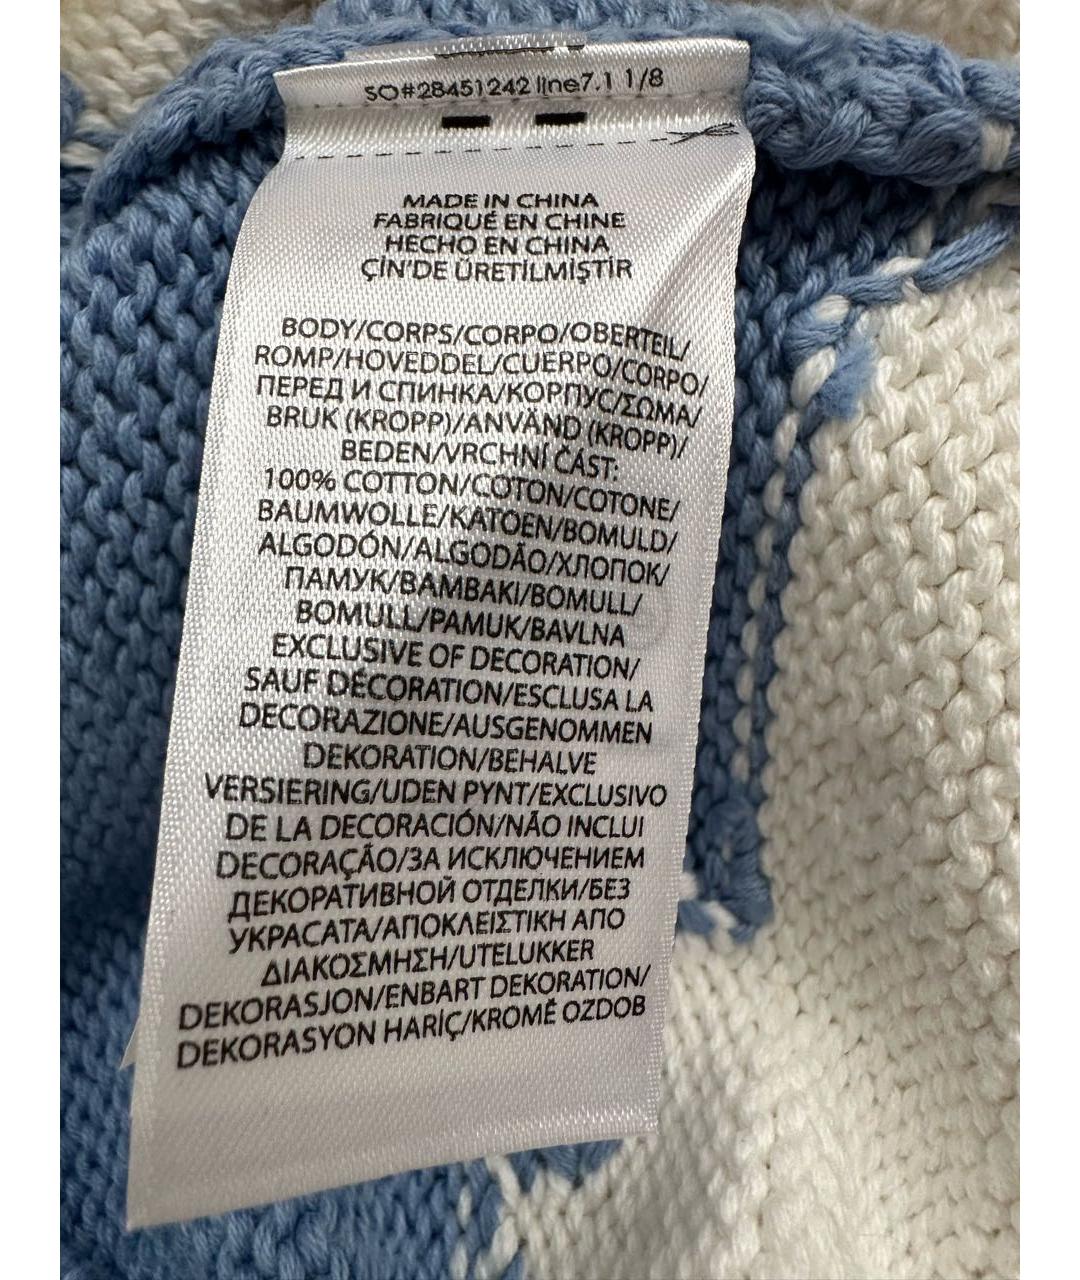 SO#28451242 line7.1 1/8
MADE IN CHINA
FABRIQUÉ EN CHINE
HECHO EN CHINA
ÇİN'DE ÜRETİLMİŞTİR
BODY/CORPS/CORPO/OBERTEIL/
ROMP/HOVEDDEL/CUERPO/CORPO/
ПЕРЕД И СПИНКА/КОРПУС/ΣΩΜΑ/
BRUK (KROPP)/ANVÄND (KROPP)/
BEDEN/VRCHNÍ ČÁST:
100% COTTON/COTON/COTONE/
BAUMWOLLE/KATOEN/BOMULD/
ALGODÓN/ALGODÃO/ХЛОПОК/
ПАМУК/ΒΑΜΒΑΚΙ/BOMULL/
BOMULL/PAMUK/BAVLNA
EXCLUSIVE OF DECORATION/
SAUF DÉCORATION/ESCLUSA LA
DECORAZIONE/AUSGENOMMEN
DEKORATION/BEHALVE
VERSIERING/UDEN PYNT/EXCLUSIVO
DE LA DECORACIÓN/NÃO INCLUI
DECORAÇÃO/ЗА ИСКЛЮЧЕНИЕМ
ДЕКОРАТИВНОЙ ОТДЕЛКИ/БЕЗ
УКРАСАТА/ΑΠΟΚΛΕΙΣΤΙΚΗ ΑΠΟ
ΔΙΑΚΟΣΜΗΣΗ/UTELUKKER
DEKORASJON/ENBART DEKORATION/
DEKORASYON HARİÇ/KROMĚ OZDOB